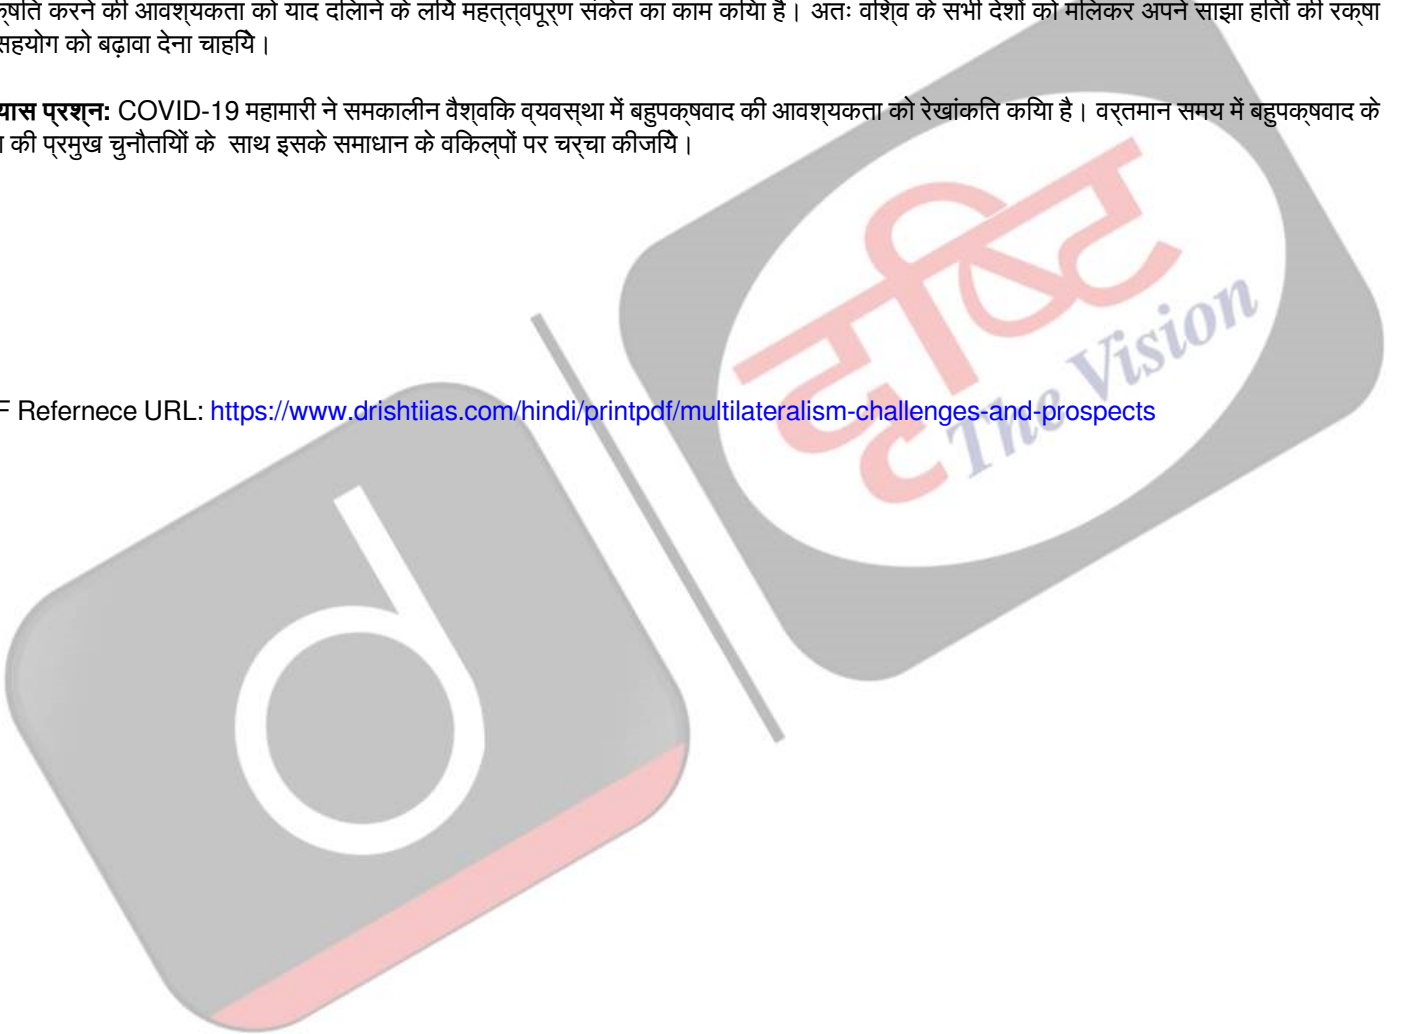 करने की आवश्यकता को याद दिलाने के लिये महत्त्वपूर्ण संकेत का काम किया है। अतः विश्व के सभी देशों को मिलकर अपने साझा हितों की रक्षा
सहयोग को बढ़ावा देना चाहिये।
यास प्रश्न: COVID-19 महामारी ने समकालीन वैश्विक व्यवस्था में बहुपक्षवाद की आवश्यकता को रेखांकित किया है। वर्तमान समय में बहुपक्षवाद के
की प्रमुख चुनौतियों के साथ इसके समाधान के विकल्पों पर चर्चा कीजिये।
दृष्टि
The Vision
F Refernece URL: https://www.drishtiias.com/hindi/printpdf/multilateralism-challenges-and-prospects
d